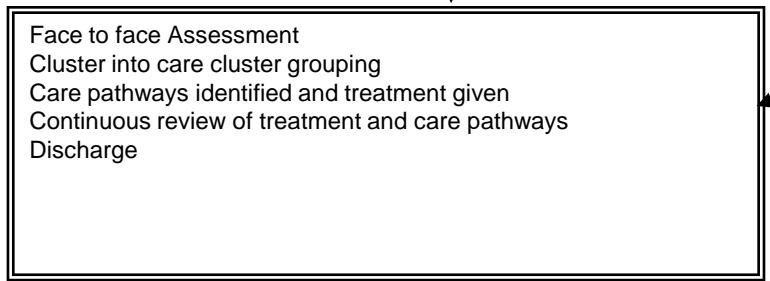 Face to face Assessment
Cluster into care cluster grouping
Care pathways identified and treatment given
Continuous review of treatment and care pathways
Discharge